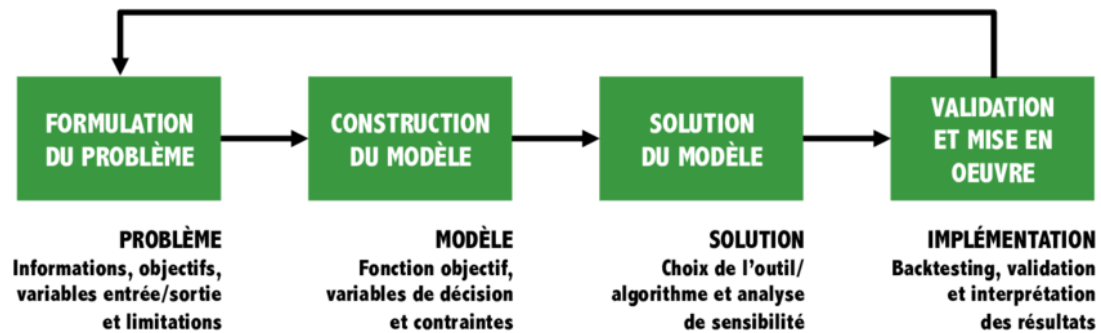 FORMULATION
DU PROBLÈME
CONSTRUCTION
DU MODÈLE
SOLUTION
DU MODÈLE
VALIDATION
ET MISE EN
OEUVRE
PROBLÈME
Informations, objectifs,
variables entrée/sortie
et limitations
MODÈLE
Fonction objectif,
variables de décision
et contraintes
SOLUTION
Choix de l'outil/
algorithme et analyse
de sensibilité
IMPLÉMENTATION
Backtesting, validation
et interprétation
des résultats